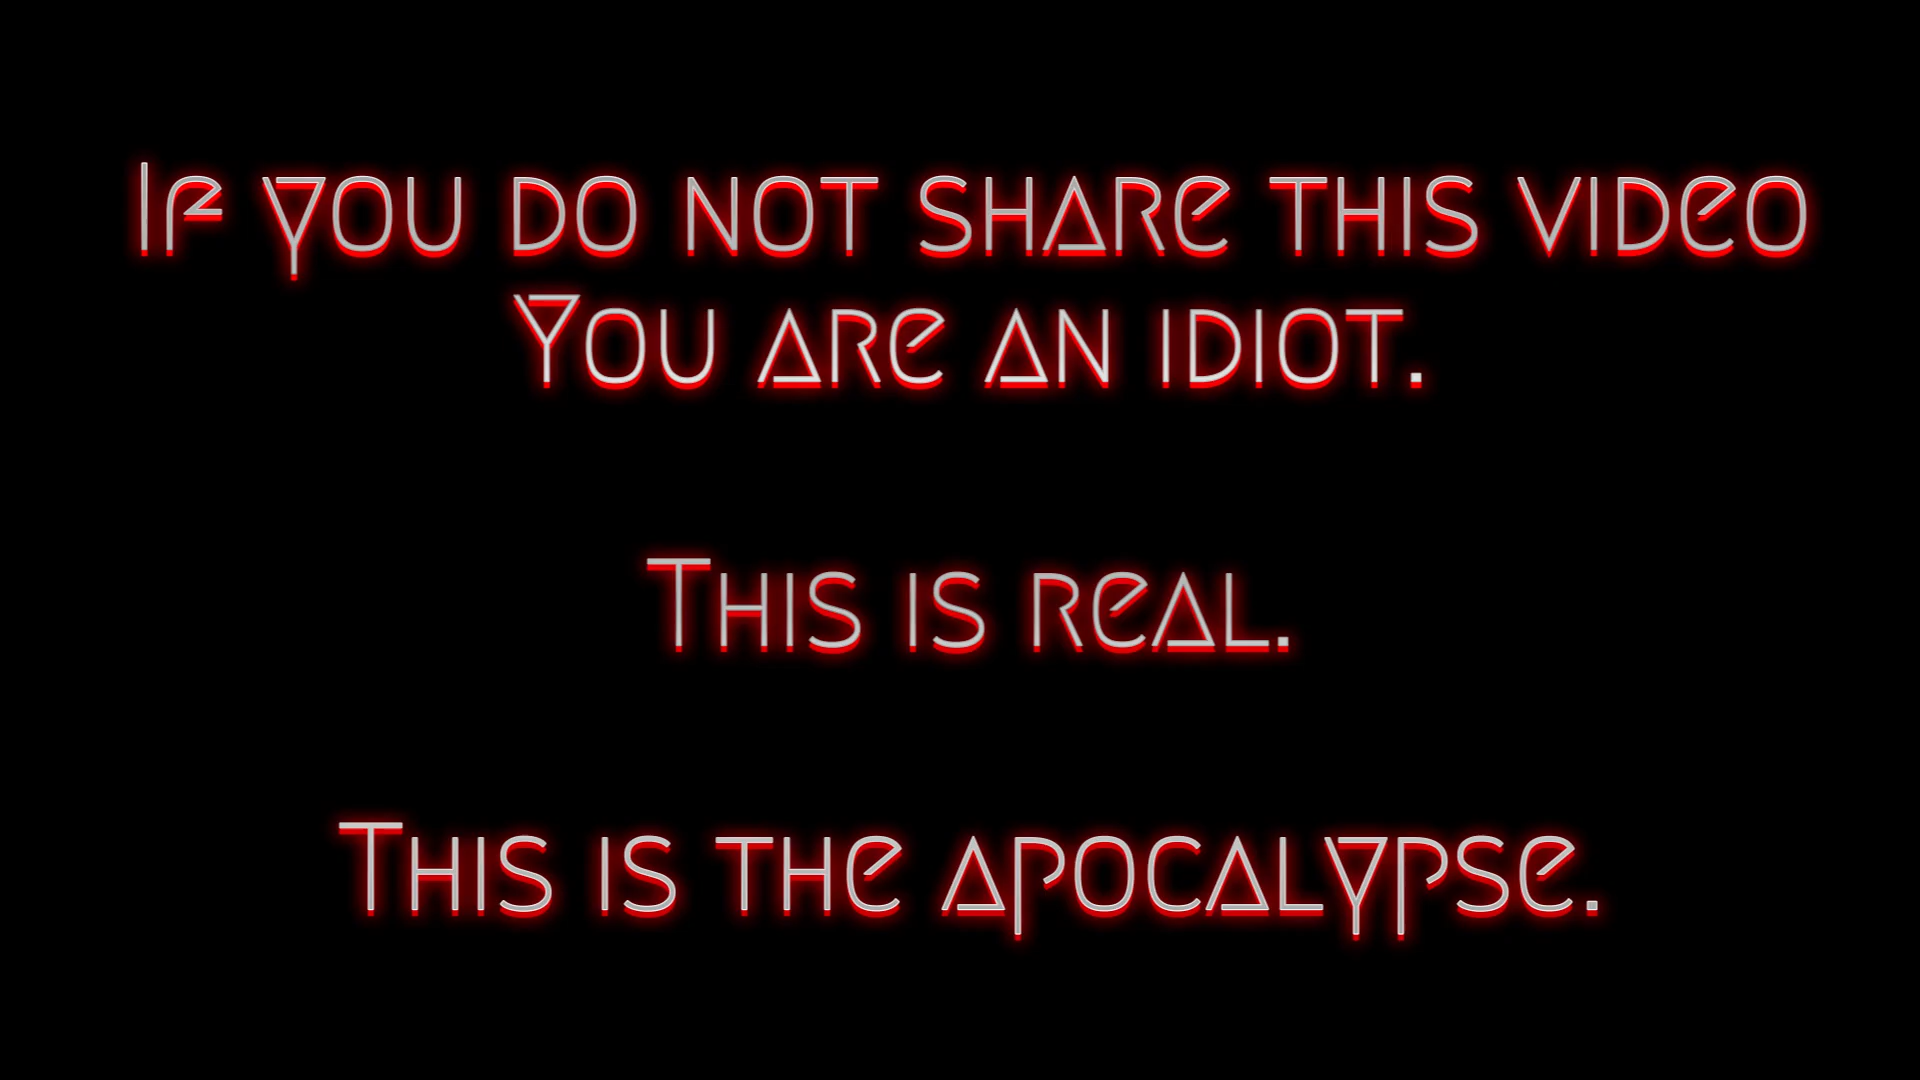 If you do not share this video
You are an idiot.
This is real.
This is the apocalypse.